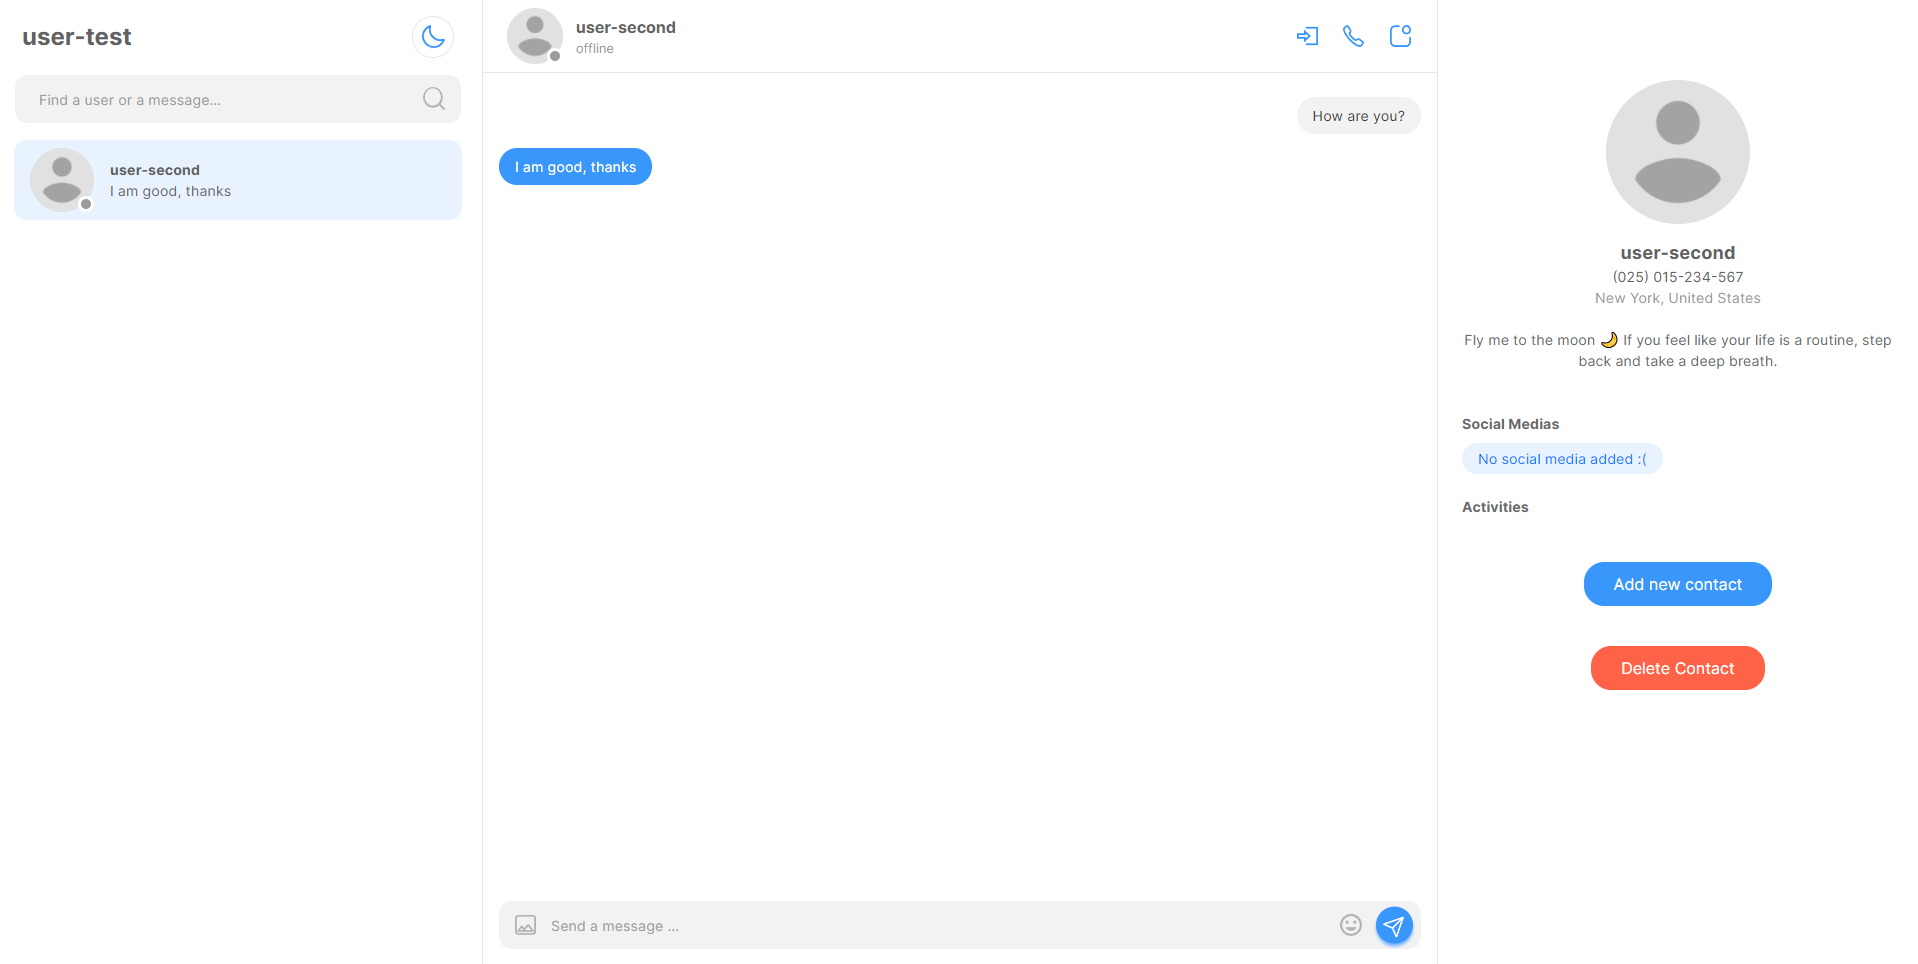 user-test
Find a user or a message...
user-second
I am good, thanks
user-second
offline
How are you?
I am good, thanks
Send a message ...
user-second
(025) 015-234-567
New York, United States
Fly me to the moon 🌙 If you feel like your life is a routine, step
back and take a deep breath.
Social Medias
No social media added :(
Activities
Add new contact
Delete Contact